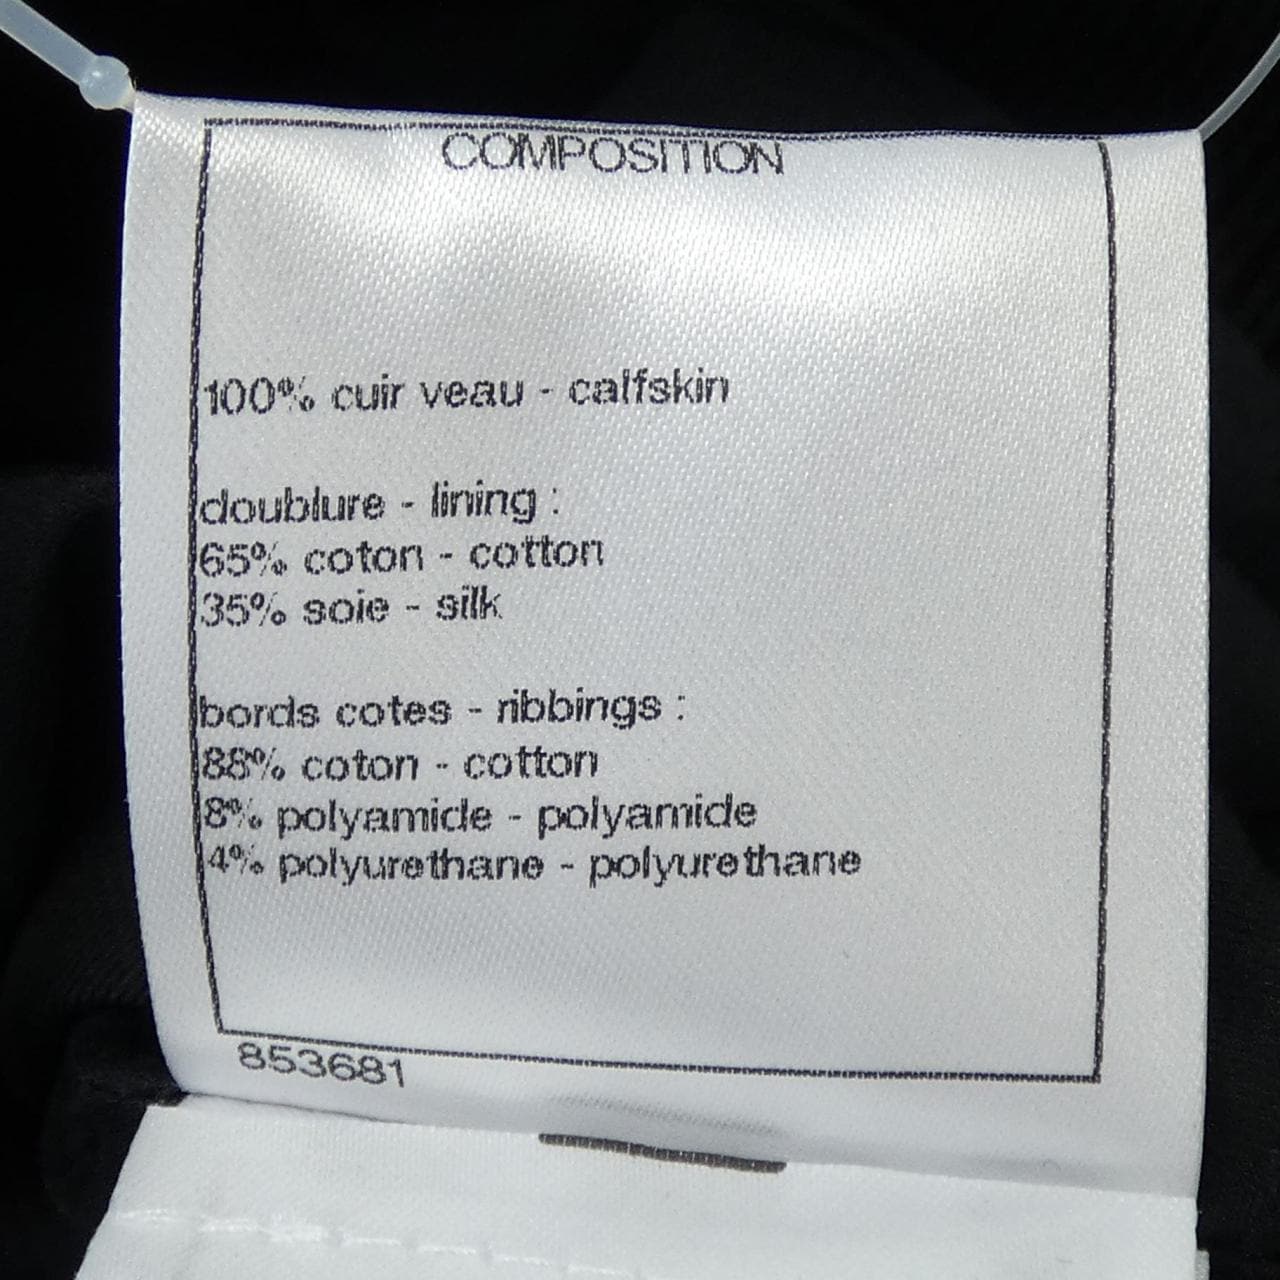 COMPOSITION
100% cuir veau - calfskin
doublure - lining :
65% coton - cotton
35% soie - silk
bords cotes - ribbings :
88% coton - cotton
8% polyamide - polyamide
4% polyurethane - polyurethane
853681